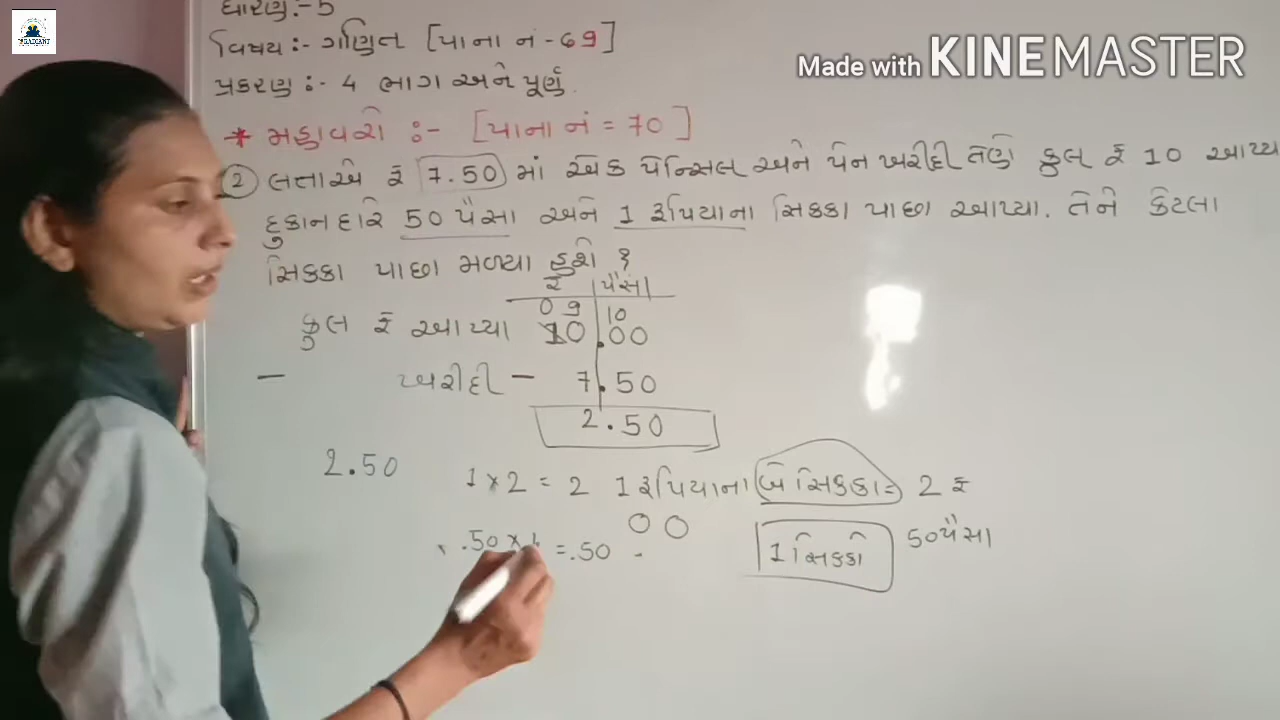 ધોરણ:- 5
વિષય:- ગણિત [પાના નં - 69]
પ્રકરણ:- 4 ભાગ અને પૂર્ણ
Made with KINEMASTER
* મહાવરો :- [પાના નં = 70]
② લતાએ ₹ 7.50 માં એક પેન્સિલ અને પેન ખરીદી તેણે કુલ ₹ 10 આપ્યા
દુકાનદારે 50 પૈસા અને 1 રૂપિયાના સિક્કા પાછા આપ્યા. તેને કેટલા
સિક્કા પાછા મળ્યા હશે ?
₹ | પૈસા
09 10
કુલ ₹ આપ્યા 10.00
- ખરીદી - 7.50
2.50
2.50
1 × 2 = 2 1 રૂપિયાના બે સિક્કા = 2 ₹
.50 × 1 = .50 1 સિક્કો 50 પૈસા